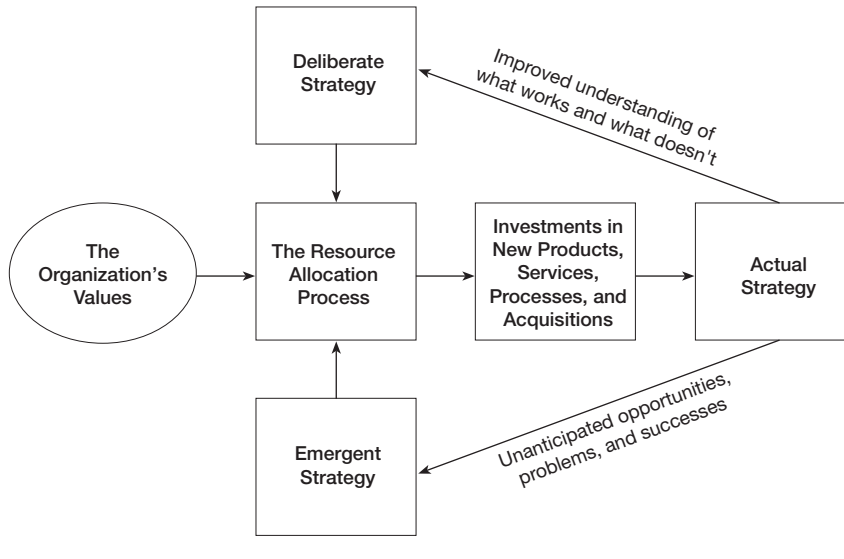 Deliberate
Strategy
Improved understanding of
what works and what doesn't
The
Organization’s
Values
The Resource
Allocation
Process
Investments in
New Products,
Services,
Processes, and
Acquisitions
Actual
Strategy
Emergent
Strategy
Unanticipated opportunities,
problems, and successes